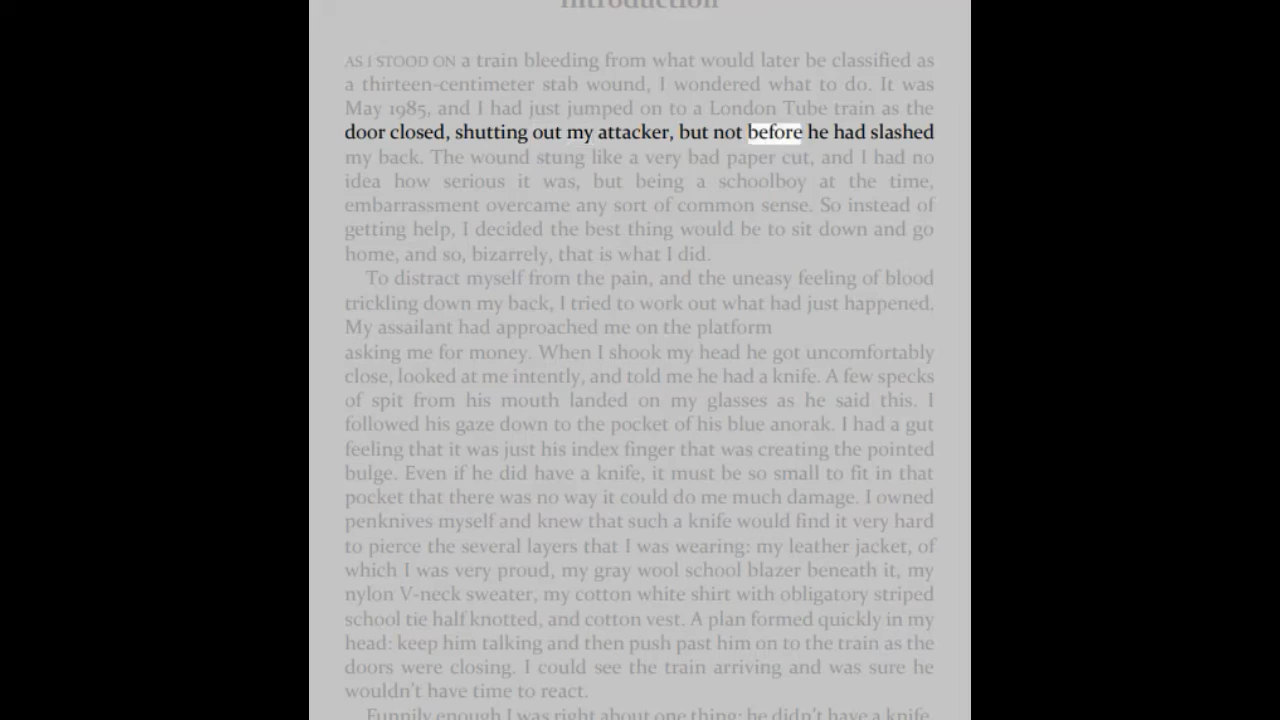 Introduction
AS I STOOD ON a train bleeding from what would later be classified as
a thirteen-centimeter stab wound, I wondered what to do. It was
May 1985, and I had just jumped on to a London Tube train as the
door closed, shutting out my attacker, but not before he had slashed
my back. The wound stung like a very bad paper cut, and I had no
idea how serious it was, but being a schoolboy at the time,
embarrassment overcame any sort of common sense. So instead of
getting help, I decided the best thing would be to sit down and go
home, and so, bizarrely, that is what I did.
To distract myself from the pain, and the uneasy feeling of blood
trickling down my back, I tried to work out what had just happened.
My assailant had approached me on the platform
asking me for money. When I shook my head he got uncomfortably
close, looked at me intently, and told me he had a knife. A few specks
of spit from his mouth landed on my glasses as he said this. I
followed his gaze down to the pocket of his blue anorak. I had a gut
feeling that it was just his index finger that was creating the pointed
bulge. Even if he did have a knife, it must be so small to fit in that
pocket that there was no way it could do me much damage. I owned
penknives myself and knew that such a knife would find it very hard
to pierce the several layers that I was wearing: my leather jacket, of
which I was very proud, my gray wool school blazer beneath it, my
nylon V-neck sweater, my cotton white shirt with obligatory striped
school tie half knotted, and cotton vest. A plan formed quickly in my
head: keep him talking and then push past him on to the train as the
doors were closing. I could see the train arriving and was sure he
wouldn't have time to react.
Funnily enough I was right about one thing: he didn't have a knife.